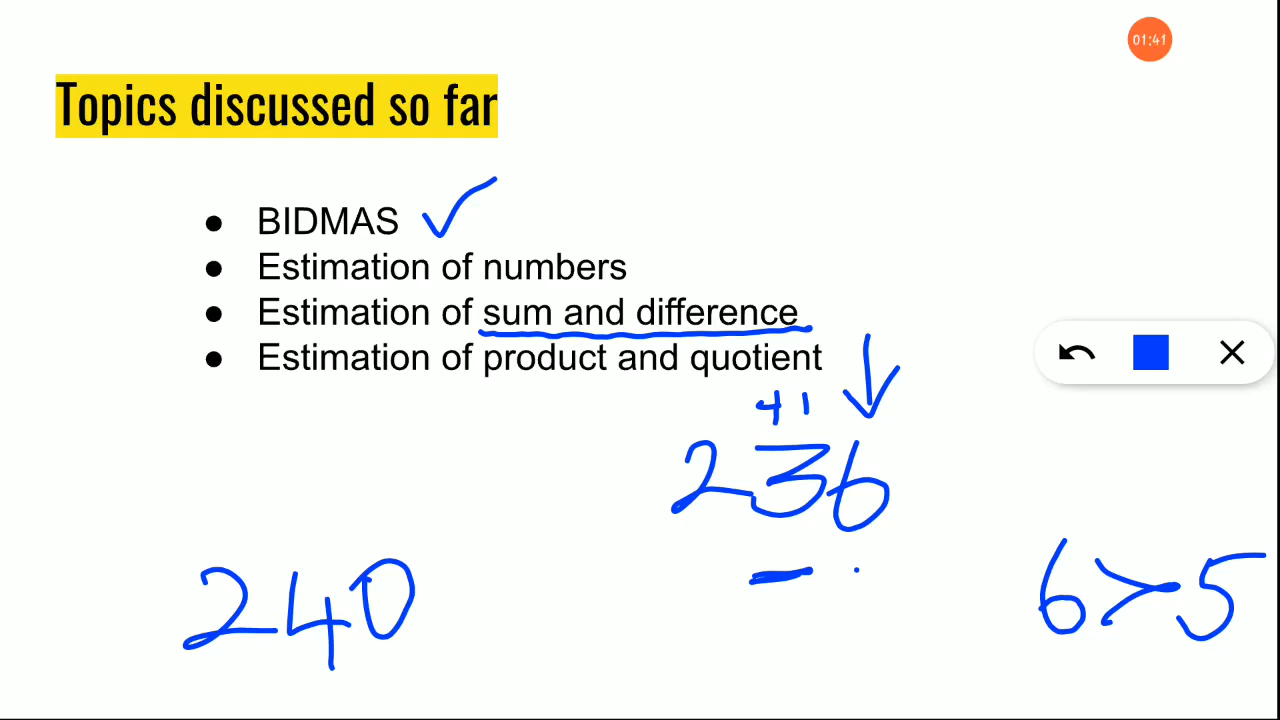 01:41
Topics discussed so far
● BIDMAS ✓
● Estimation of numbers
● Estimation of sum and difference
● Estimation of product and quotient
+1
236
240
6>5